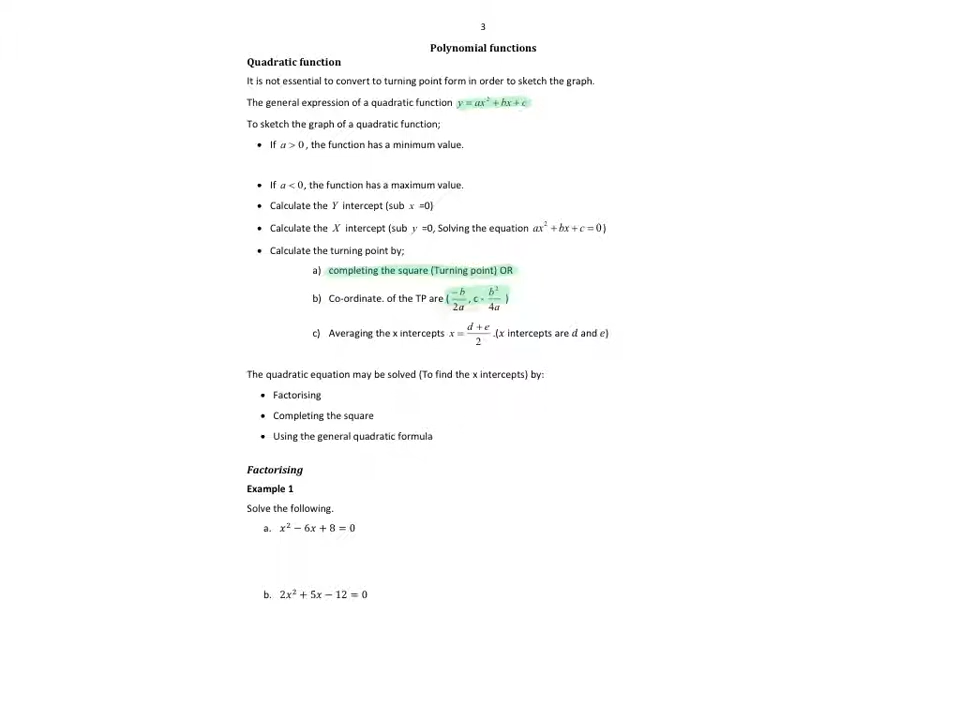 3
Polynomial functions
Quadratic function
It is not essential to convert to turning point form in order to sketch the graph.
The general expression of a quadratic function y = ax² + bx + c
To sketch the graph of a quadratic function;
• If a > 0, the function has a minimum value.
• If a < 0, the function has a maximum value.
• Calculate the Y intercept (sub x =0)
• Calculate the X intercept (sub y =0, Solving the equation ax² + bx + c = 0)
• Calculate the turning point by;
a) completing the square (Turning point) OR
b) Co-ordinate. of the TP are (-b/2a, c - b²/4a)
c) Averaging the x intercepts x = d + e/2 .(x intercepts are d and e)
The quadratic equation may be solved (To find the x intercepts) by:
• Factorising
• Completing the square
• Using the general quadratic formula
Factorising
Example 1
Solve the following.
a. x² − 6x + 8 = 0
b. 2x² + 5x − 12 = 0